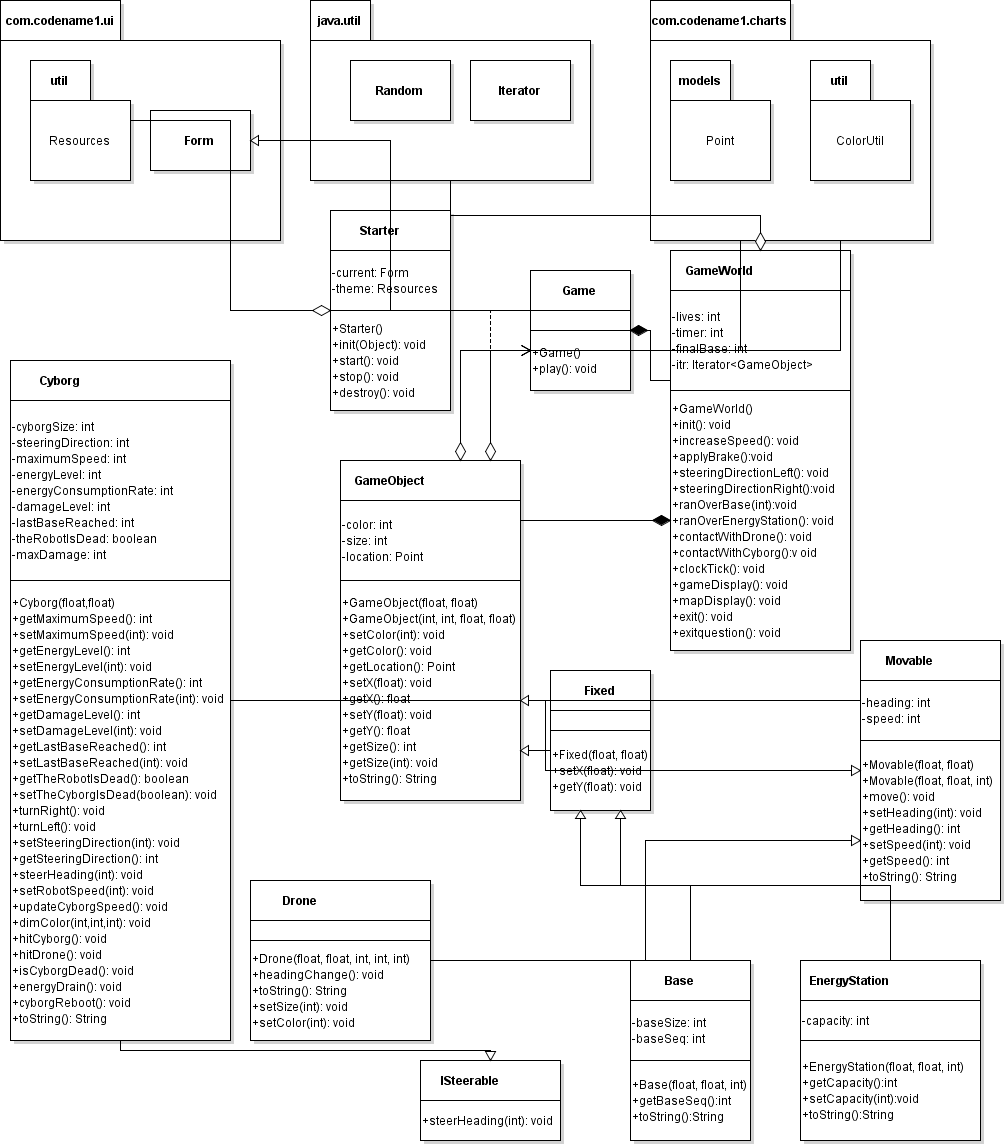 com.codename1.ui
util
Resources
Form
java.util
Random
Iterator
com.codename1.charts
models
Point
util
ColorUtil
Starter
-current: Form
-theme: Resources
+Starter()
+init(Object): void
+start(): void
+stop(): void
+destroy(): void
Game
+Game()
+play(): void
GameWorld
-lives: int
-timer: int
-finalBase: int
-itr: Iterator<GameObject>
+GameWorld()
+init(): void
+increaseSpeed(): void
+applyBrake():void
+steeringDirectionLeft(): void
+steeringDirectionRight():void
+ranOverBase(int):void
+ranOverEnergyStation(): void
+contactWithDrone(): void
+contactWithCyborg():v oid
+clockTick(): void
+gameDisplay(): void
+mapDisplay(): void
+exit(): void
+exitquestion(): void
Cyborg
-cyborgSize: int
-steeringDirection: int
-maximumSpeed: int
-energyLevel: int
-energyConsumptionRate: int
-damageLevel: int
-lastBaseReached: int
-theRobotIsDead: boolean
-maxDamage: int
+Cyborg(float,float)
+getMaximumSpeed(): int
+setMaximumSpeed(int): void
+getEnergyLevel(): int
+setEnergyLevel(int): void
+getEnergyConsumptionRate(): int
+setEnergyConsumptionRate(int): void
+getDamageLevel(): int
+setDamageLevel(int): void
+getLastBaseReached(): int
+setLastBaseReached(int): void
+getTheRobotIsDead(): boolean
+setTheCyborgIsDead(boolean): void
+turnRight(): void
+turnLeft(): void
+setSteeringDirection(int): void
+getSteeringDirection(): int
+steerHeading(int): void
+setRobotSpeed(int): void
+updateCyborgSpeed(): void
+dimColor(int,int,int): void
+hitCyborg(): void
+hitDrone(): void
+isCyborgDead(): void
+energyDrain(): void
+cyborgReboot(): void
+toString(): String
GameObject
-color: int
-size: int
-location: Point
+GameObject(float, float)
+GameObject(int, int, float, float)
+setColor(int): void
+getColor(): void
+getLocation(): Point
+setX(float): void
+getX(): float
+setY(float): void
+getY(): float
+getSize(): int
+getSize(int): void
+toString(): String
Fixed
+Fixed(float, float)
+setX(float): void
+getY(float): void
Movable
-heading: int
-speed: int
+Movable(float, float)
+Movable(float, float, int)
+move(): void
+setHeading(int): void
+getHeading(): int
+setSpeed(int): void
+getSpeed(): int
+toString(): String
Drone
+Drone(float, float, int, int, int)
+headingChange(): void
+toString(): String
+setSize(int): void
+setColor(int): void
Base
-baseSize: int
-baseSeq: int
+Base(float, float, int)
+getBaseSeq():int
+toString():String
EnergyStation
-capacity: int
+EnergyStation(float, float, int)
+getCapacity():int
+setCapacity(int):void
+toString():String
ISteerable
+steerHeading(int): void